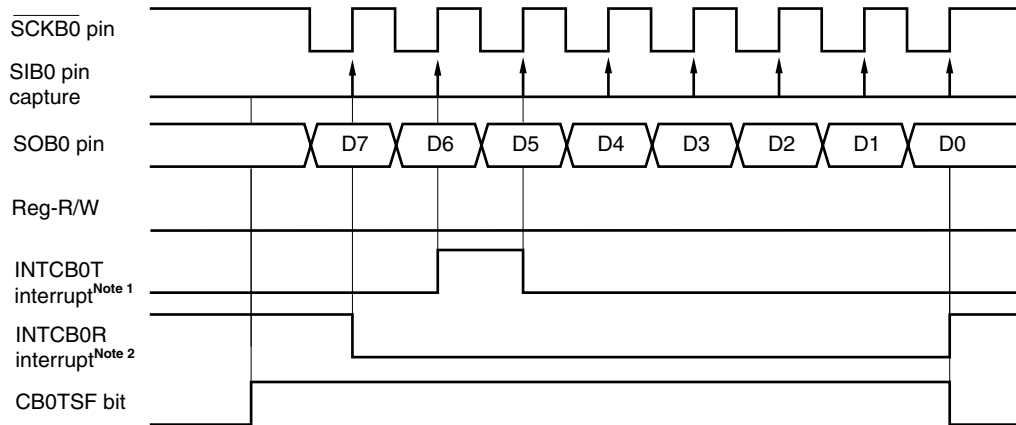 SCKB0 pin
SIB0 pin
capture
SOB0 pin
D7 D6 D5 D4 D3 D2 D1 D0
Reg-R/W
INTCB0T
interruptNote 1
INTCB0R
interruptNote 2
CB0TSF bit